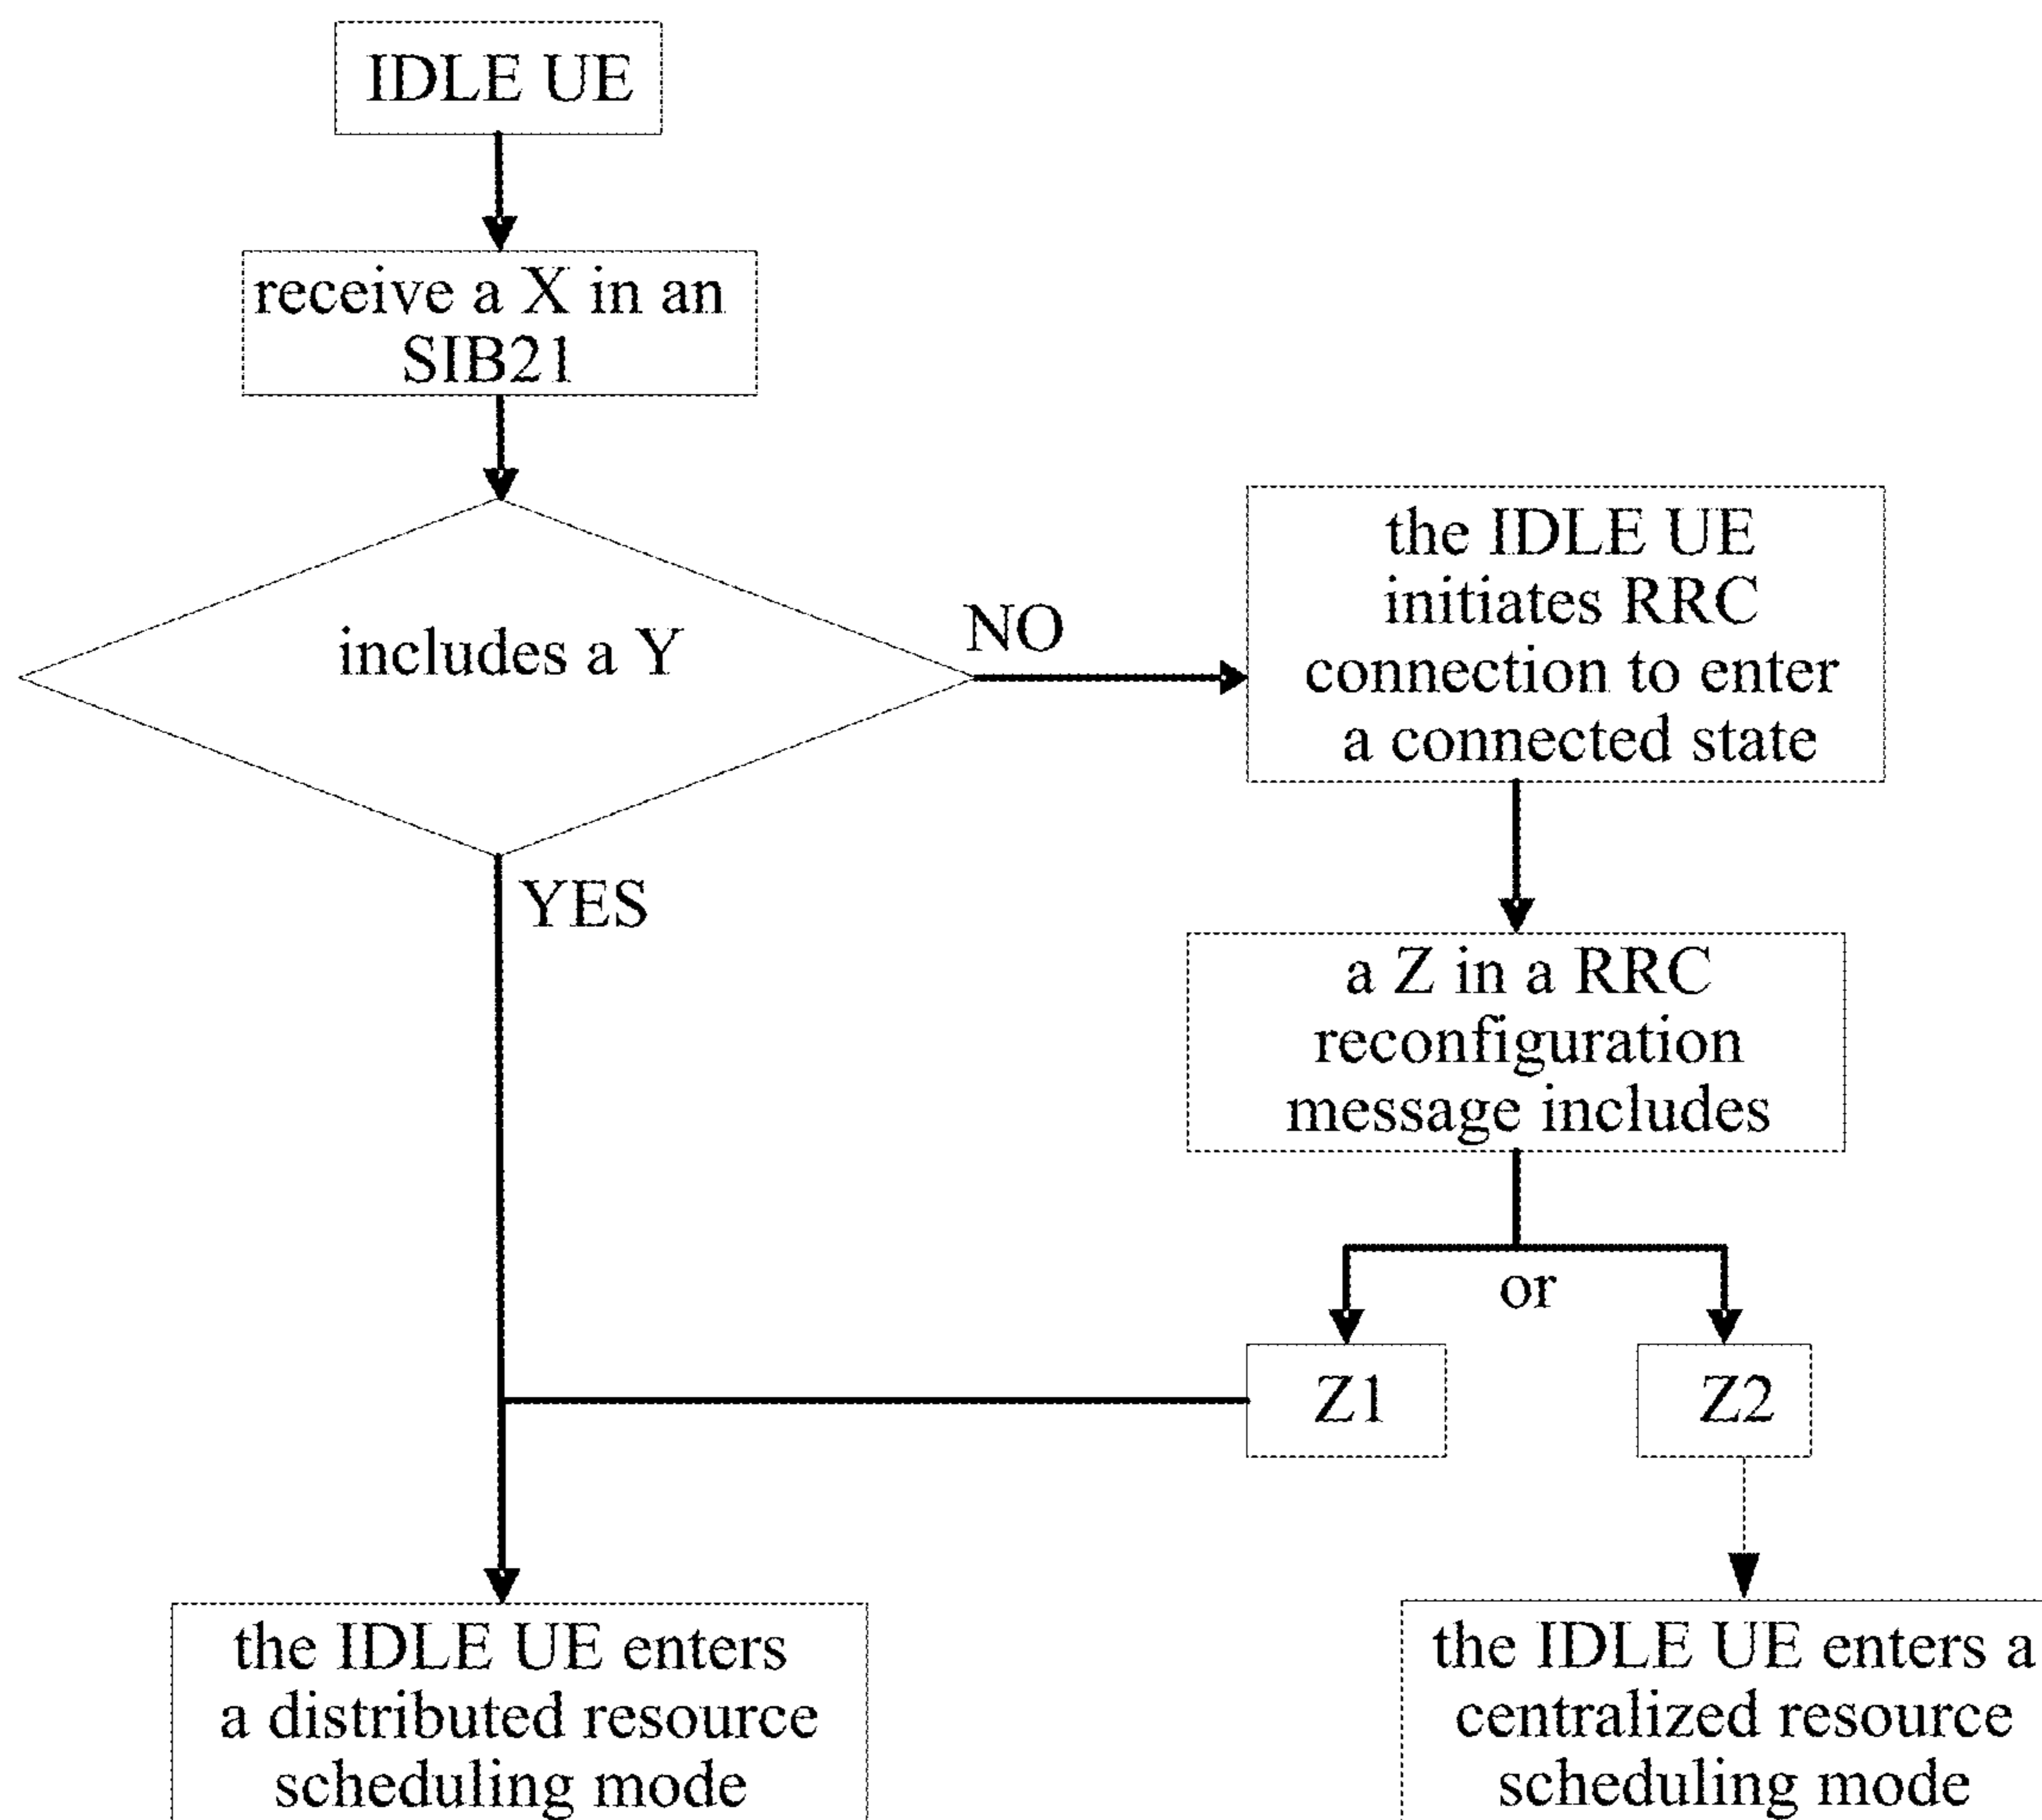 IDLE UE
receive a X in an
SIB21
includes a Y
NO
the IDLE UE
initiates RRC
connection to enter
a connected state
YES
a Z in a RRC
reconfiguration
message includes
or
Z1
Z2
the IDLE UE enters
a distributed resource
scheduling mode
the IDLE UE enters a
centralized resource
scheduling mode